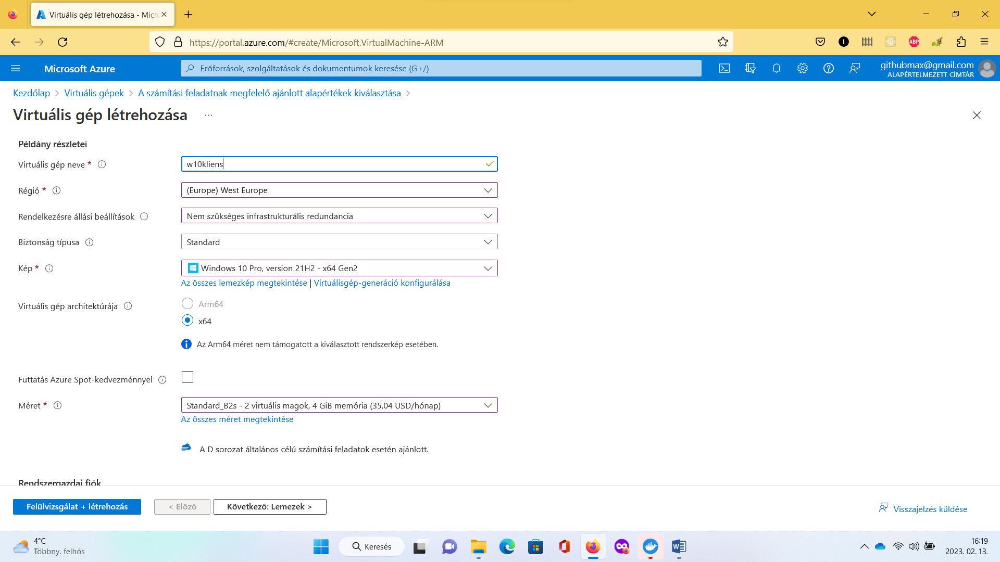 Virtuális gép létrehozása - Micro
https://portal.azure.com/#create/Microsoft.VirtualMachine-ARM
ABP
Microsoft Azure
Erőforrások, szolgáltatások és dokumentumok keresése (G+/)
githubmax@gmail.com
ALAPÉRTELMEZETT CÍMTÁR
Kezdőlap > Virtuális gépek > A számítási feladatnak megfelelő ajánlott alapértékek kiválasztása >
Virtuális gép létrehozása ...
Példány részletei
Virtuális gép neve * w10kliens
Régió * (Europe) West Europe
Rendelkezésre állási beállítások Nem szükséges infrastrukturális redundancia
Biztonság típusa Standard
Kép * Windows 10 Pro, version 21H2 - x64 Gen2
Az összes lemezkép megtekintése | Virtuálisgép-generáció konfigurálása
Virtuális gép architektúrája Arm64
x64
Az Arm64 méret nem támogatott a kiválasztott rendszerkép esetében.
Futtatás Azure Spot-kedvezménnyel
Méret * Standard_B2s - 2 virtuális magok, 4 GiB memória (35,04 USD/hónap)
Az összes méret megtekintése
A D sorozat általános célú számítási feladatok esetén ajánlott.
Rendszergazdai fiók
Felülvizsgálat + létrehozás < Előző Következő: Lemezek > Visszajelzés küldése
4°C
Többny. felhős
Keresés
16:19
2023. 02. 13.